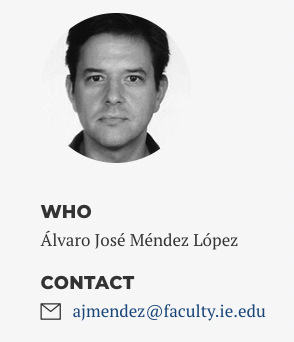 WHO
Álvaro José Méndez López
CONTACT
ajmendez@faculty.ie.edu